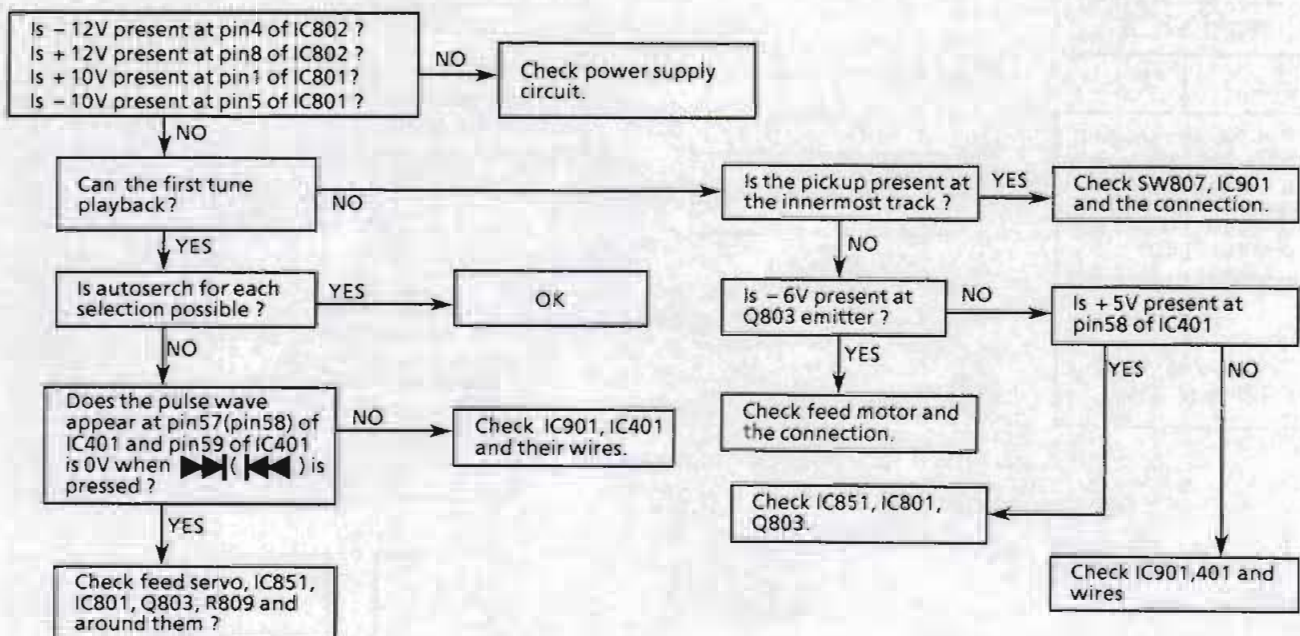 Is – 12V present at pin4 of IC802 ?
Is + 12V present at pin8 of IC802 ?
Is + 10V present at pin1 of IC801?
Is – 10V present at pin5 of IC801 ?
NO
Check power supply
circuit.
NO
Can the first tune
playback?
NO
Is the pickup present at
the innermost track ?
YES
Check SW807, IC901
and the connection.
YES
NO
Is autoserch for each
selection possible ?
YES
OK
Is – 6V present at
Q803 emitter ?
NO
Is + 5V present at
pin58 of IC401
NO
YES
YES
NO
Does the pulse wave
appear at pin57(pin58) of
IC401 and pin59 of IC401
is 0V when ▶▶| ( |◀◀ ) is
pressed ?
NO
Check IC901, IC401
and their wires.
Check feed motor and
the connection.
YES
Check IC851, IC801,
Q803.
Check feed servo, IC851,
IC801, Q803, R809 and
around them ?
Check IC901,401 and
wires